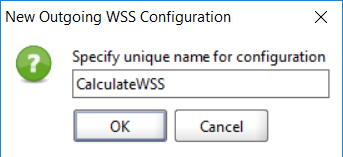 New Outgoing WSS Configuration
Specify unique name for configuration
CalculateWSS
OK
Cancel